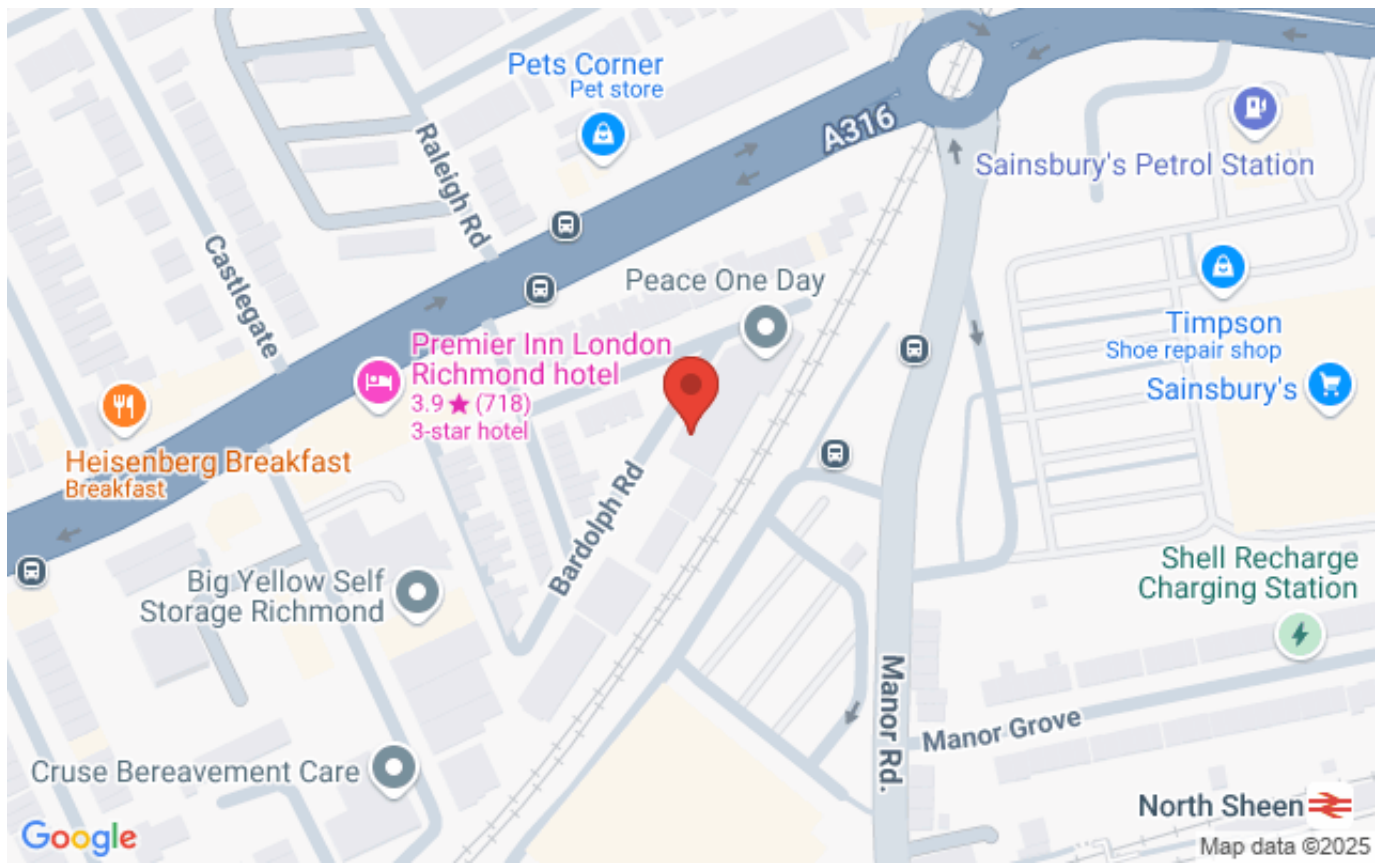 Pets Corner
Pet store
A316
Raleigh Rd
Sainsbury's Petrol Station
Castlegate
Peace One Day
Timpson
Shoe repair shop
Premier Inn London
Richmond hotel
3.9★(718)
3-star hotel
Sainsbury's
Heisenberg Breakfast
Breakfast
Bardolph Rd
Big Yellow Self
Storage Richmond
Shell Recharge
Charging Station
Manor Rd.
Manor Grove
Cruse Bereavement Care
North Sheen
Google
Map data ©2025